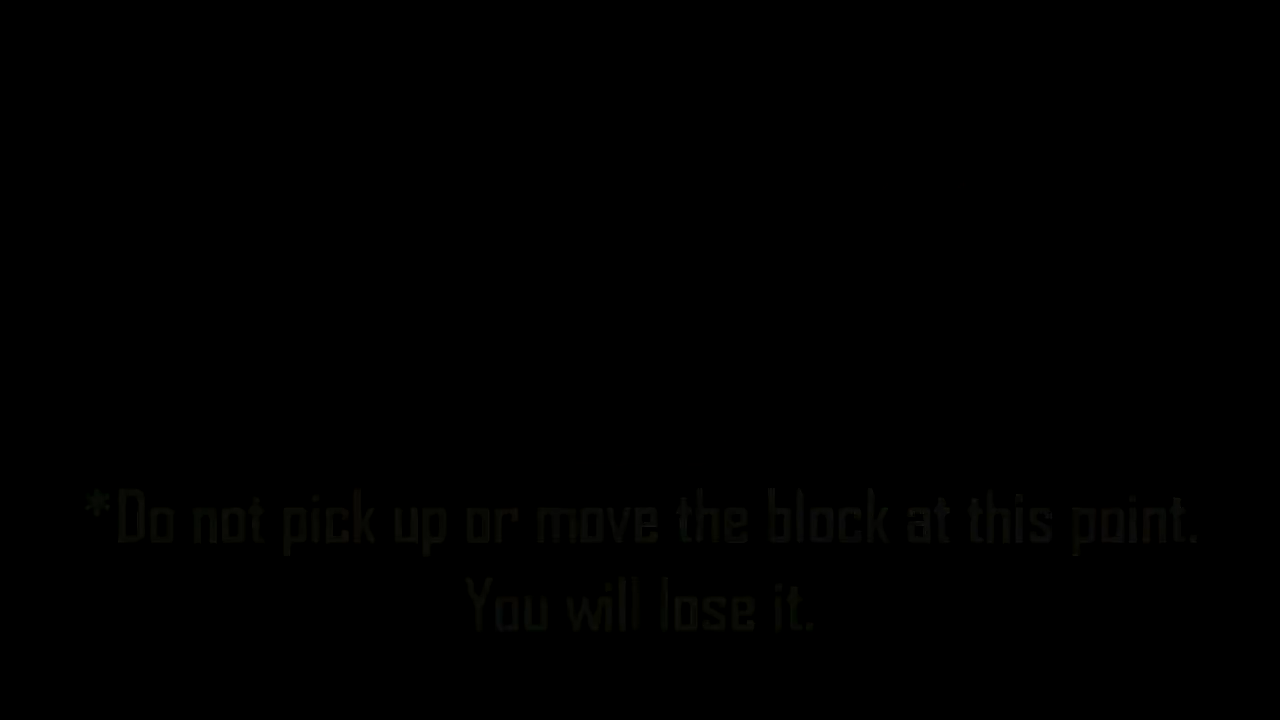 *Do not pick up or move the block at this point.
You will lose it.